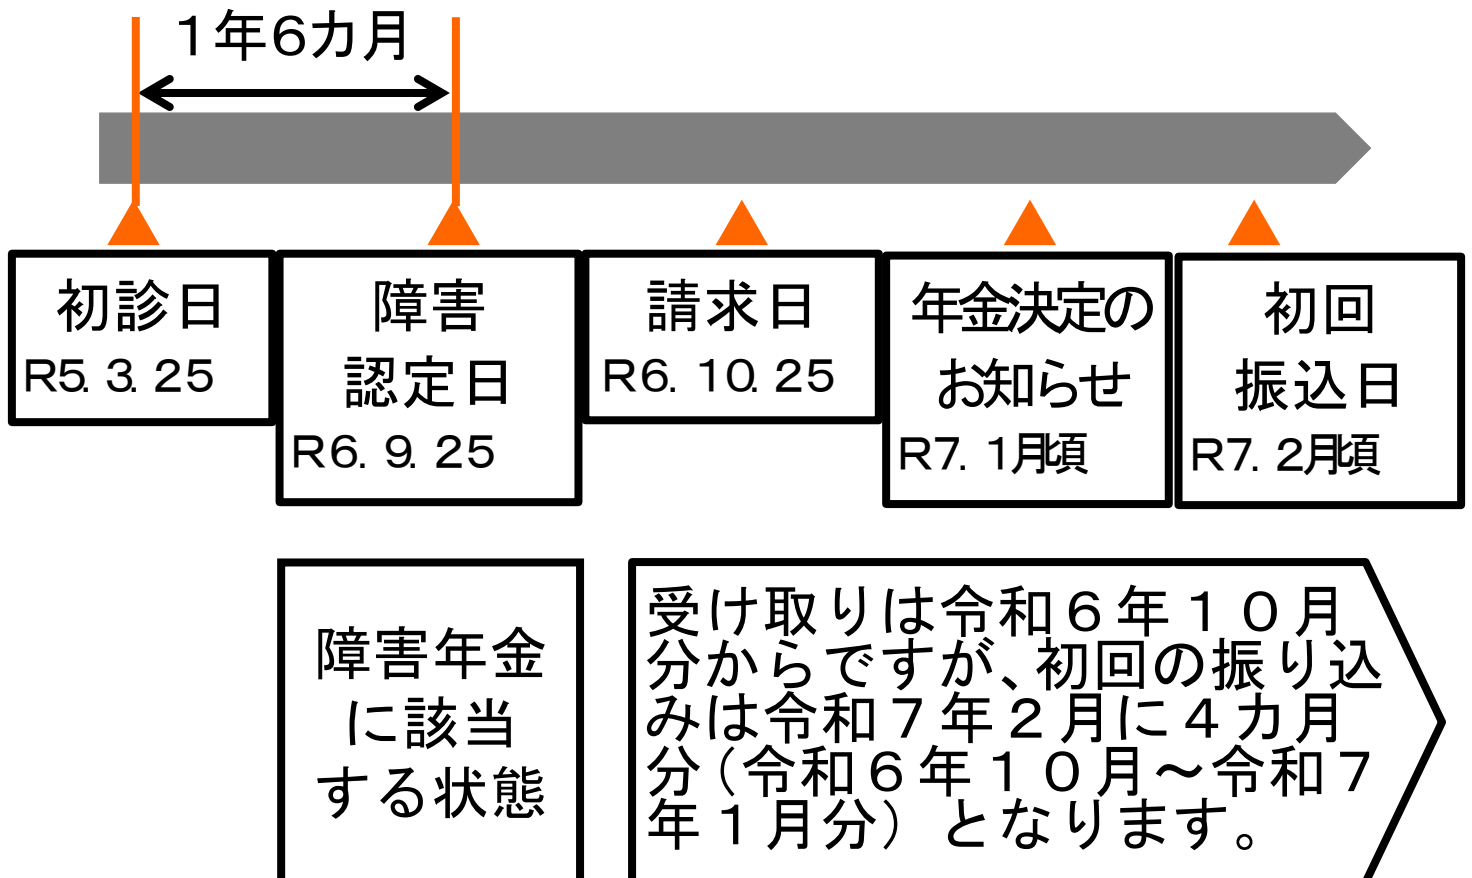 1年6カ月
初診日
R5.3.25
障害
認定日
R6.9.25
請求日
R6.10.25
年金決定の
お知らせ
R7.1月頃
初回
振込日
R7.2月頃
障害年金
に該当
する状態
受け取りは令和6年10月
分からですが、初回の振り込
みは令和7年2月に4カ月
分(令和6年10月~令和7
年1月分)となります。